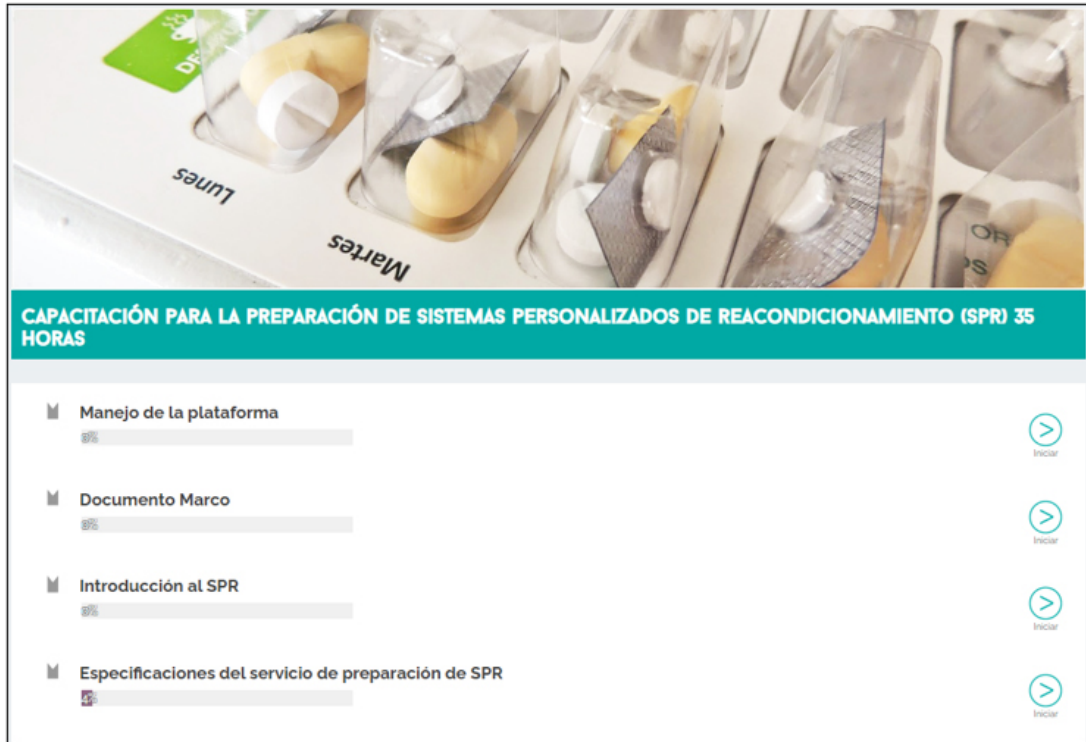 Lunes
Martes
CAPACITACIÓN PARA LA PREPARACIÓN DE SISTEMAS PERSONALIZADOS DE REACONDICIONAMIENTO (SPR) 35
HORAS
Manejo de la plataforma
0%
Iniciar
Documento Marco
0%
Iniciar
Introducción al SPR
0%
Iniciar
Especificaciones del servicio de preparación de SPR
4%
Iniciar